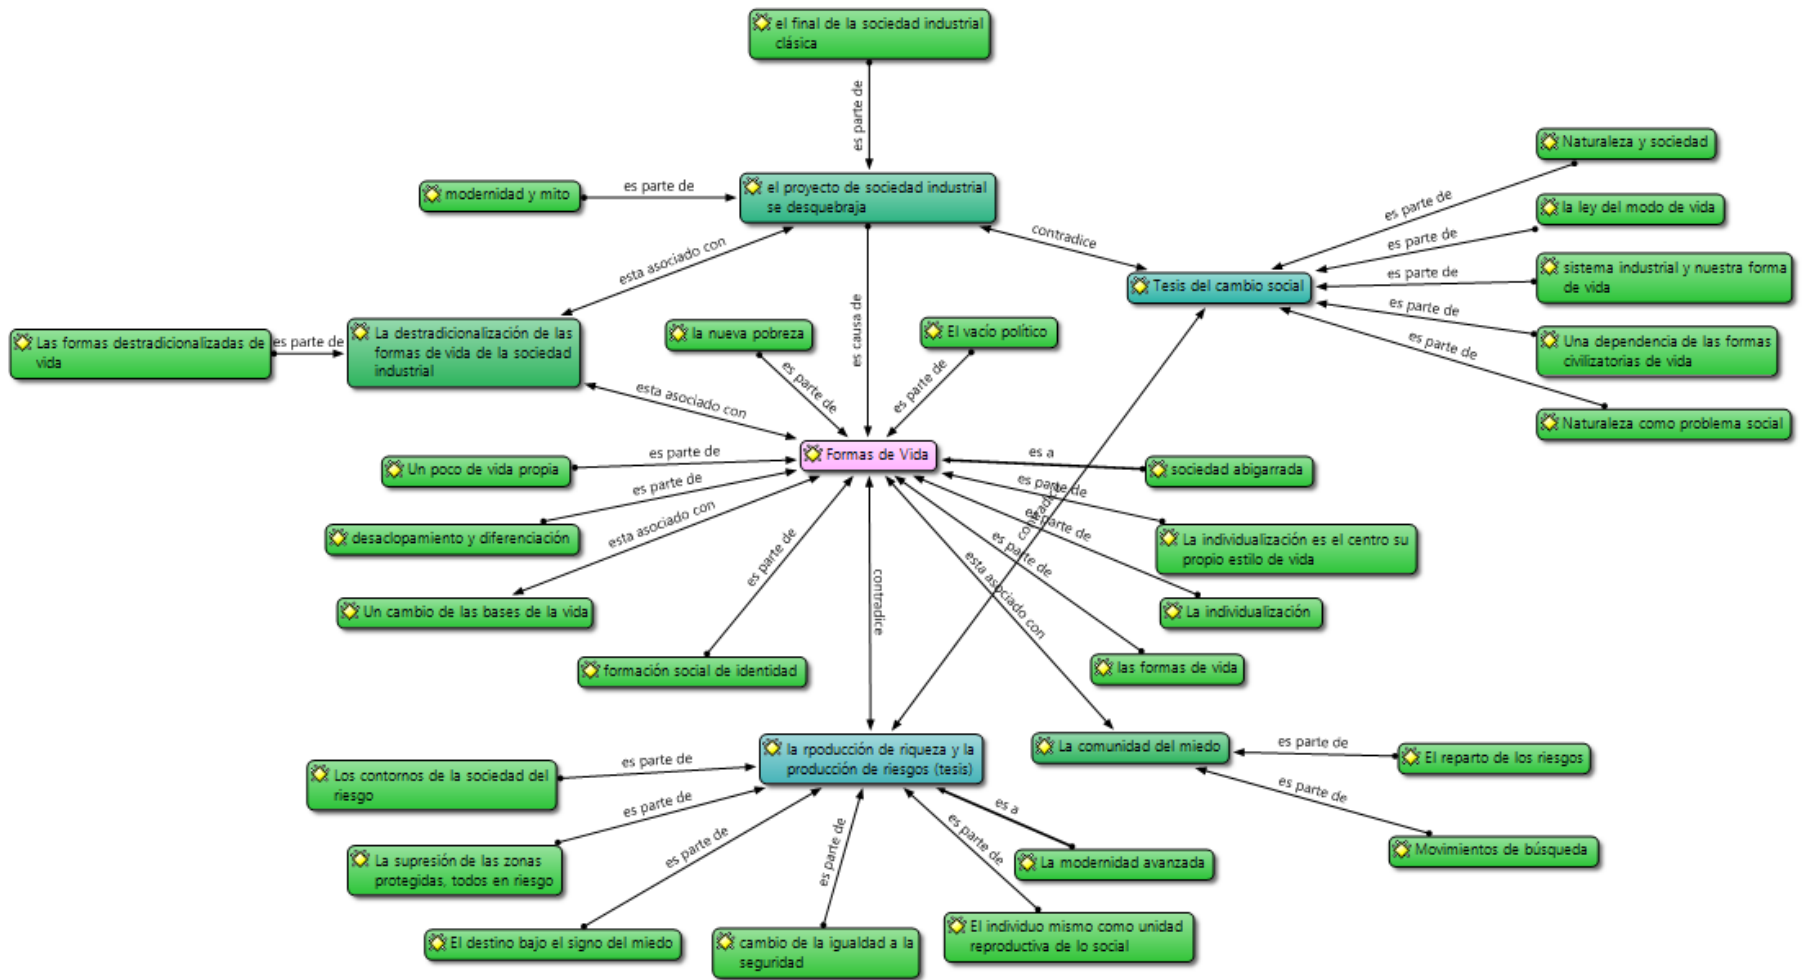 el final de la sociedad industrial
clásica
es parte de
Naturaleza y sociedad
modernidad y mito
es parte de
el proyecto de sociedad industrial
se desquebraja
es parte de
la ley del modo de vida
contradice
es parte de
esta asociado con
Tesis del cambio social
es parte de
sistema industrial y nuestra forma
de vida
es causa de
es parte de
Las formas destradicionalizadas de
vida
es parte de
La destradicionalización de las
formas de vida de la sociedad
industrial
la nueva pobreza
El vacío político
Una dependencia de las formas
civilizatorias de vida
es parte de
es parte de
es parte de
esta asociado con
Naturaleza como problema social
Formas de Vida
es parte de
es a
Un poco de vida propia
sociedad abigarrada
es parte de
es parte de
contradice
esta asociado con
es parte de
desaclopamiento y diferenciación
La individualización es el centro su
propio estilo de vida
es parte de
es parte de
esta asociado con
contradice
Un cambio de las bases de la vida
La individualización
formación social de identidad
las formas de vida
la rpoducción de riqueza y la
producción de riesgos (tesis)
La comunidad del miedo
es parte de
El reparto de los riesgos
es parte de
Los contornos de la sociedad del
riesgo
es parte de
es parte de
es a
es parte de
es parte de
es parte de
La supresión de las zonas
protegidas, todos en riesgo
La modernidad avanzada
Movimientos de búsqueda
El destino bajo el signo del miedo
cambio de la igualdad a la
seguridad
El individuo mismo como unidad
reproductiva de lo social